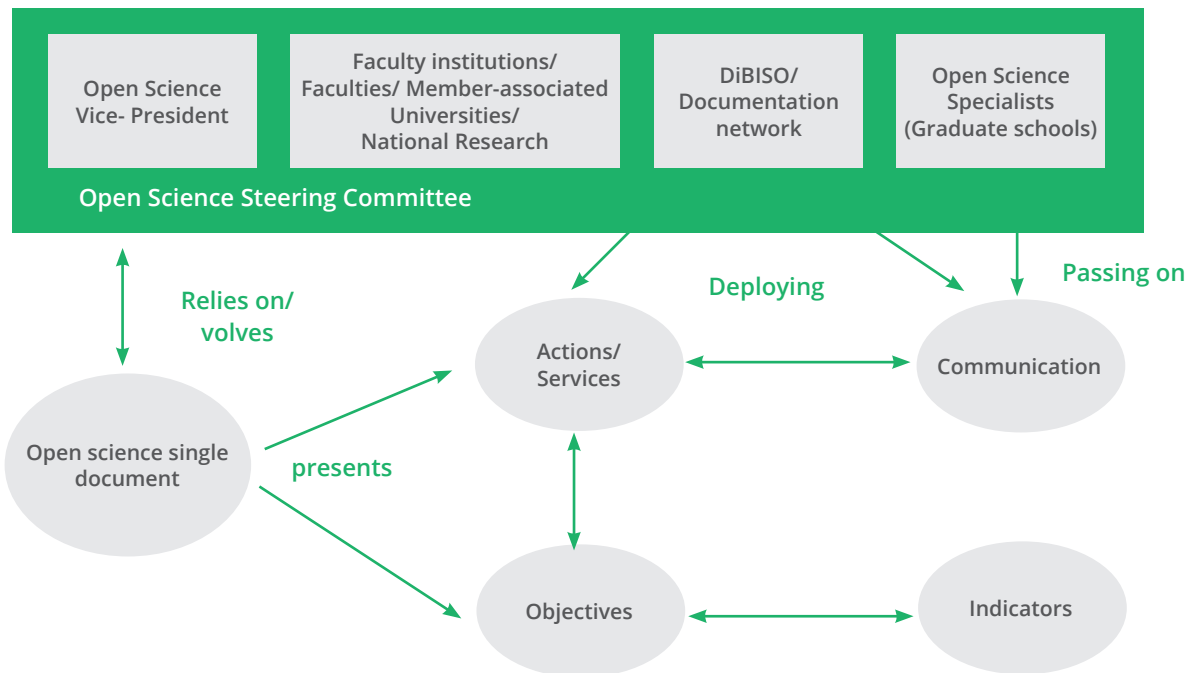 Open Science
Vice- President
Faculty institutions/
Faculties/ Member-associated
Universities/
National Research
DiBISO/
Documentation
network
Open Science
Specialists
(Graduate schools)
Open Science Steering Committee
Relies on/
volves
Deploying
Passing on
Actions/
Services
Communication
Open science single
document
presents
Objectives
Indicators